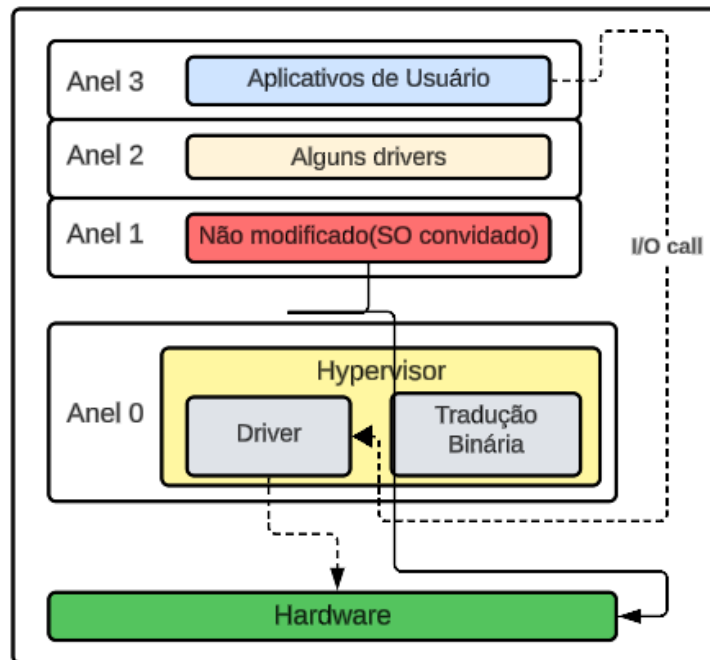 Anel 3
Aplicativos de Usuário
Anel 2
Alguns drivers
Anel 1
Não modificado(SO convidado)
I/O call
Hypervisor
Anel 0
Driver
Tradução
Binária
Hardware